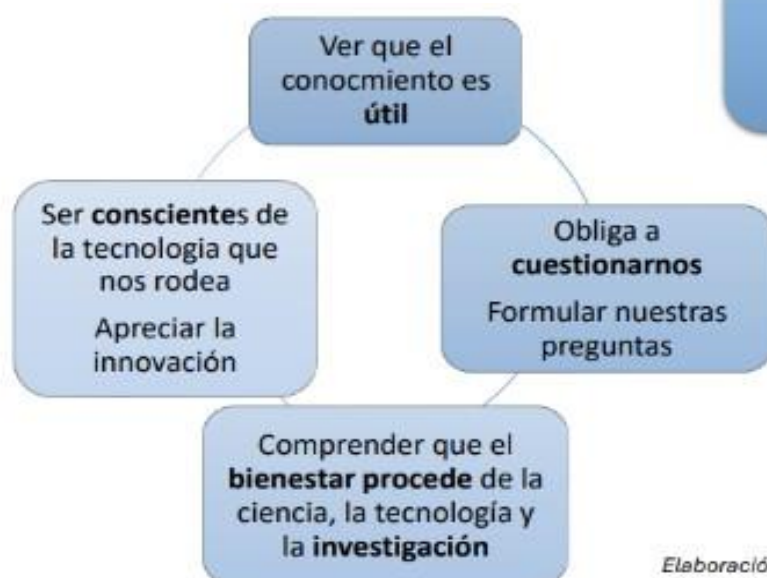 Ver que el
conocmiento es
útil
Obliga a
cuestionarnos
Formular nuestras
preguntas
Comprender que el
bienestar procede de la
ciencia, la tecnología y
la investigación
Ser conscientes de
la tecnologia que
nos rodea
Apreciar la
innovación